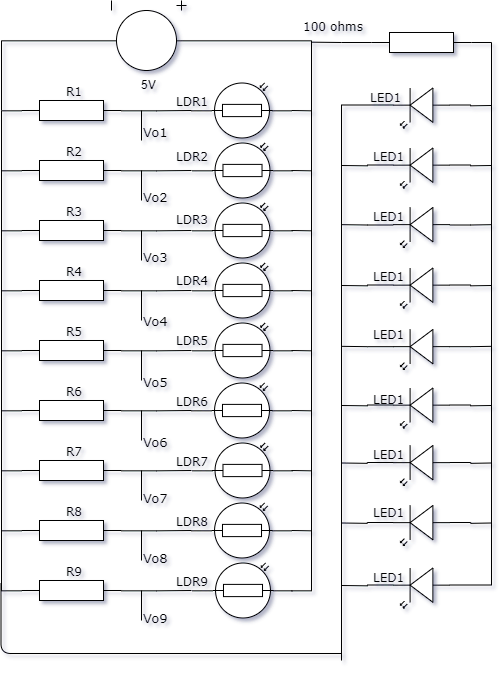 100 ohms
5V
R1
LDR1
LED1
Vo1
R2
LDR2
LED1
Vo2
R3
LDR3
LED1
Vo3
R4
LDR4
LED1
Vo4
R5
LDR5
LED1
Vo5
R6
LDR6
LED1
Vo6
R7
LDR7
LED1
Vo7
R8
LDR8
LED1
Vo8
R9
LDR9
LED1
Vo9